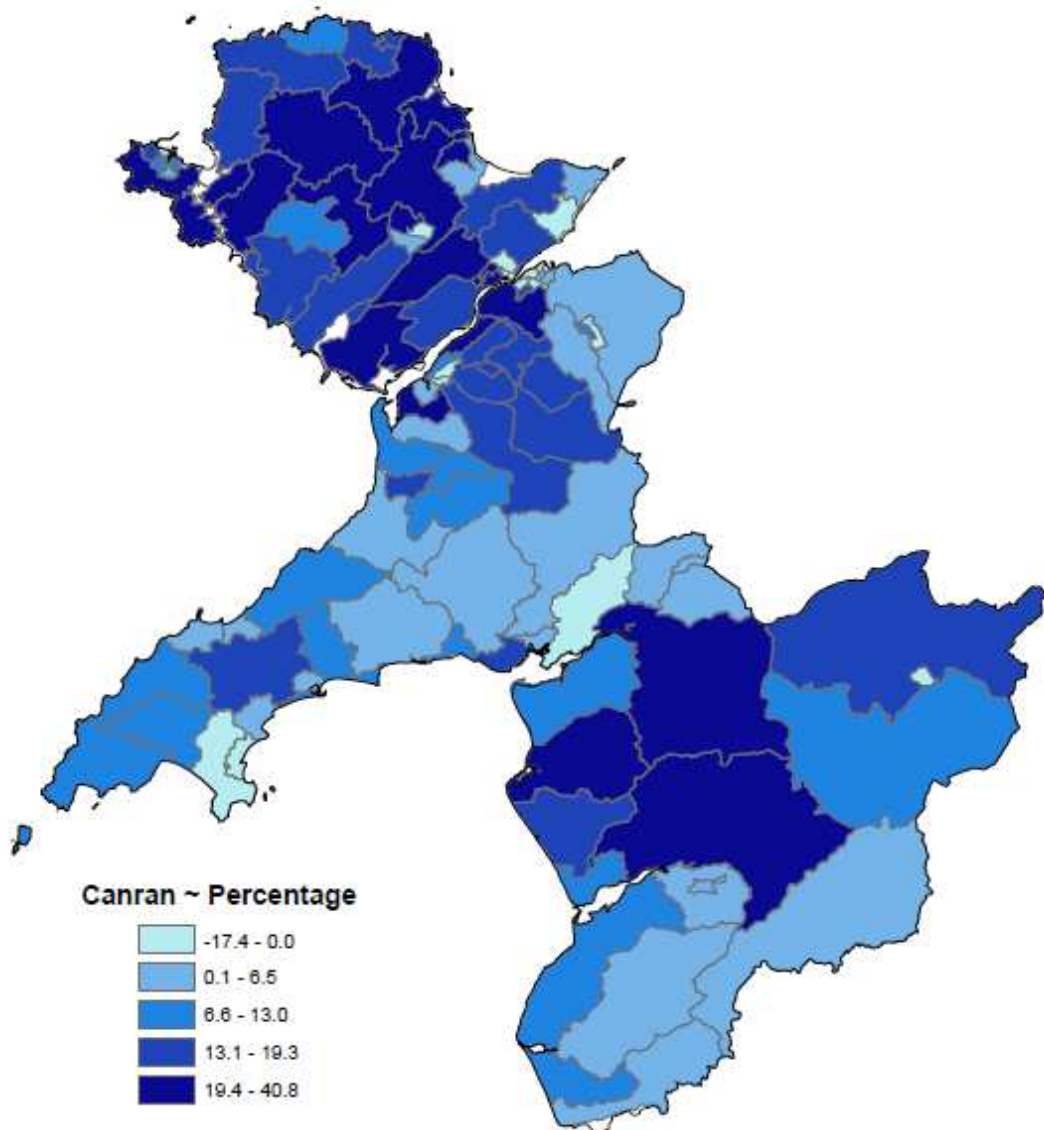 Canran ~ Percentage
-17.4 - 0.0
0.1 - 6.5
6.6 - 13.0
13.1 - 19.3
19.4 - 40.8